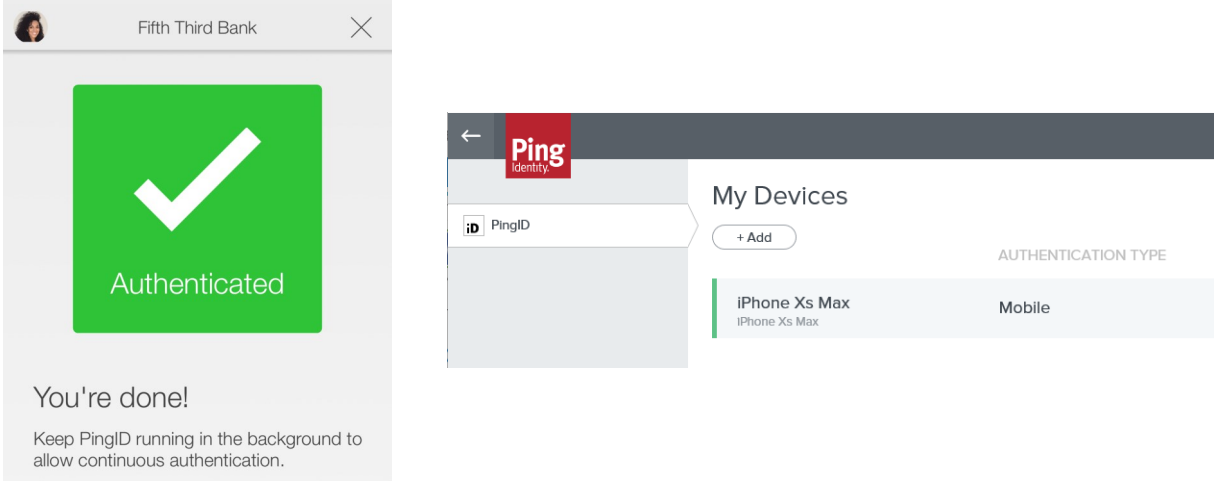 Fifth Third Bank
Authenticated
You're done!
Keep PingID running in the background to
allow continuous authentication.
Ping
Identity.
iD PingID
My Devices
+ Add
AUTHENTICATION TYPE
iPhone Xs Max
Mobile
iPhone Xs Max